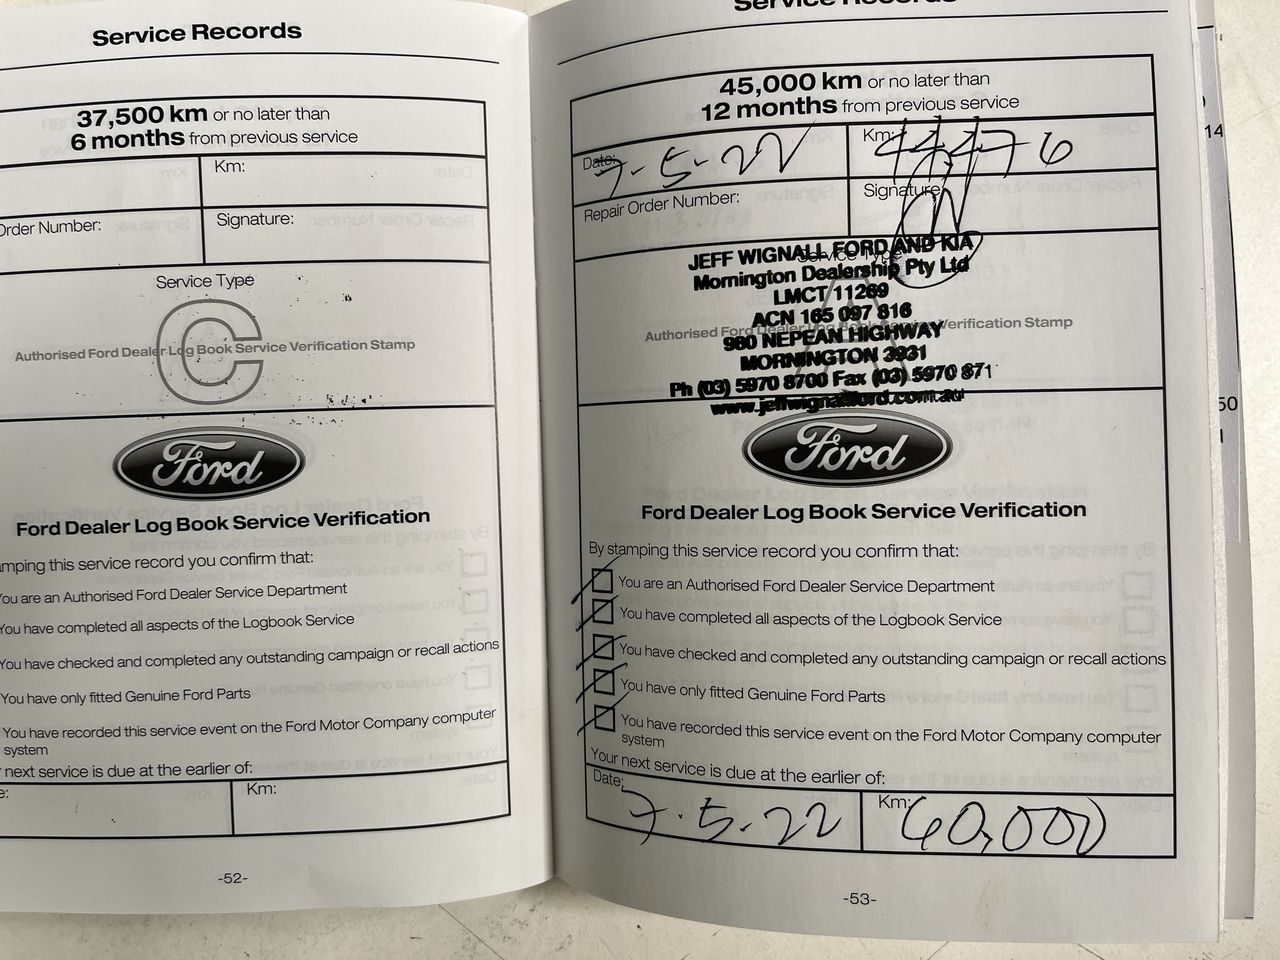 Service Records
37,500 km or no later than
6 months from previous service
Km:
Order Number:
Signature:
Service Type
C
Authorised Ford Dealer Log Book Service Verification Stamp
Ford
Ford Dealer Log Book Service Verification
amping this service record you confirm that:
You are an Authorised Ford Dealer Service Department
You have completed all aspects of the Logbook Service
You have checked and completed any outstanding campaign or recall actions
You have only fitted Genuine Ford Parts
You have recorded this service event on the Ford Motor Company computer
system
r next service is due at the earlier of:
e:
Km:
-52-
Service Records
45,000 km or no later than
12 months from previous service
Date: 7-5-22
Km: 44476
Repair Order Number:
Signature:
Service Type
JEFF WIGNALL FORD AND KIA
Mornington Dealership Pty Ltd
LMCT 11269
ACN 165 097 816
Authorised Ford Dealer Log Book Service Verification Stamp
980 NEPEAN HIGHWAY
MORNINGTON 3931
Ph (03) 5970 8700 Fax (03) 5970 871
www.jeffwignallford.com.au
Ford
Ford Dealer Log Book Service Verification
By stamping this service record you confirm that:
You are an Authorised Ford Dealer Service Department
You have completed all aspects of the Logbook Service
You have checked and completed any outstanding campaign or recall actions
You have only fitted Genuine Ford Parts
You have recorded this service event on the Ford Motor Company computer
system
Your next service is due at the earlier of:
Date: 7.5.22
Km: 60,000
-53-
14
50